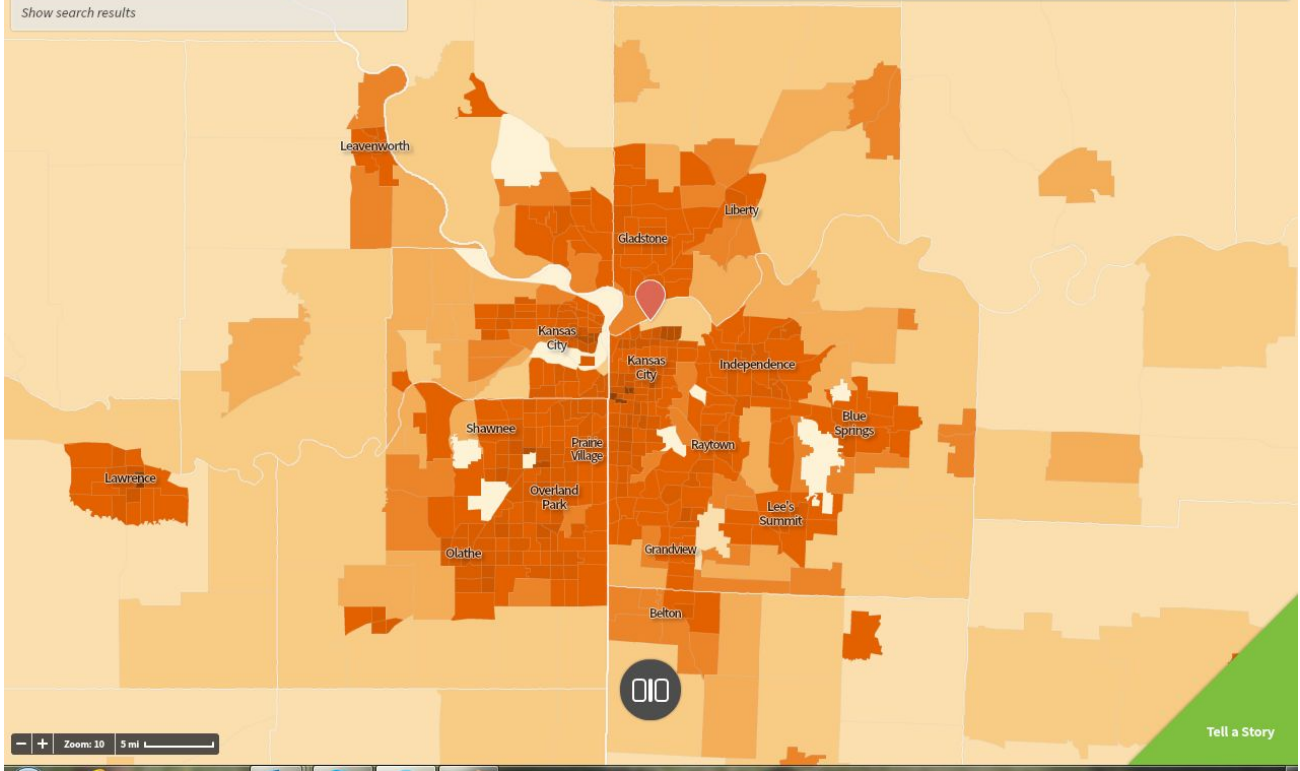 Show search results
Leavenworth
Liberty
Gladstone
Kansas
City
Kansas
City
Independence
Shawnee
Prairie
Village
Raytown
Blue
Springs
Lawrence
Overland
Park
Lee's
Summit
Olathe
Grandview
Belton
Tell a Story
− + Zoom: 10 5 mi